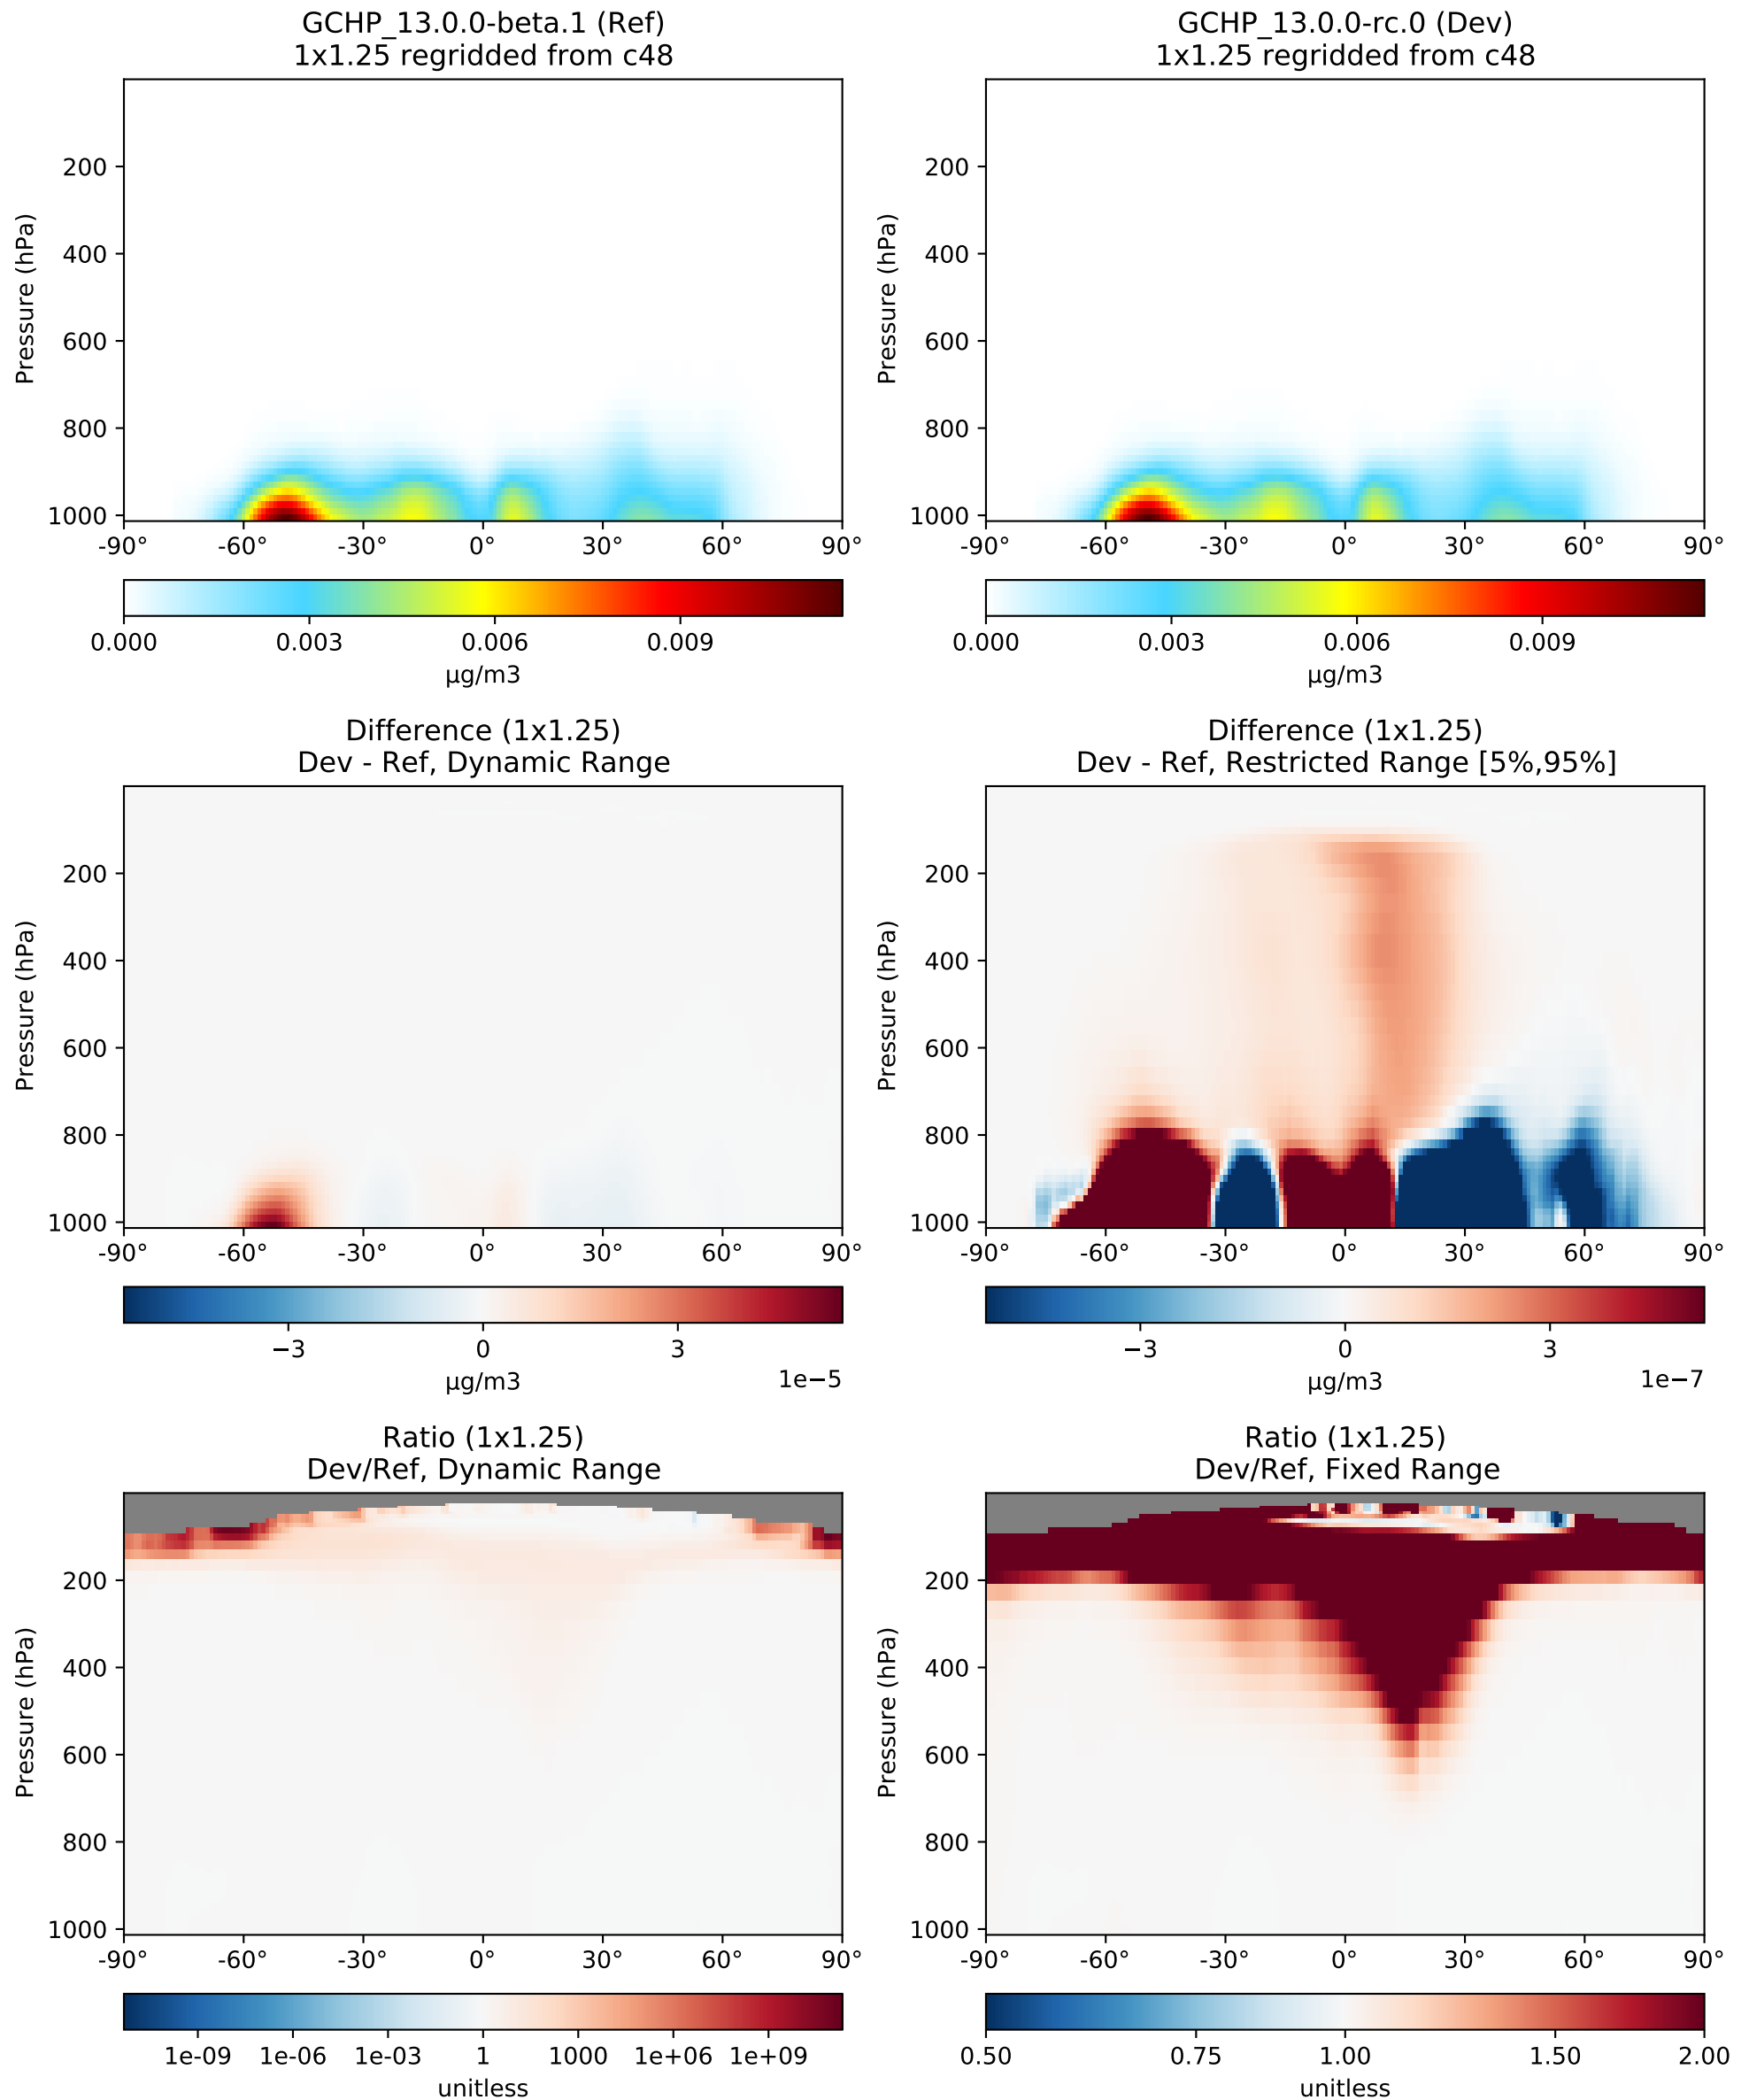 GCHP_13.0.0-beta.1 (Ref)
1x1.25 regridded from c48
Pressure (hPa)
200
400
600
800
1000
-90° -60° -30° 0° 30° 60° 90°
0.000 0.003 0.006 0.009
µg/m3
GCHP_13.0.0-rc.0 (Dev)
1x1.25 regridded from c48
Pressure (hPa)
200
400
600
800
1000
-90° -60° -30° 0° 30° 60° 90°
0.000 0.003 0.006 0.009
µg/m3
Difference (1x1.25)
Dev - Ref, Dynamic Range
Pressure (hPa)
200
400
600
800
1000
-90° -60° -30° 0° 30° 60° 90°
−3 0 3
µg/m3 1e−5
Difference (1x1.25)
Dev - Ref, Restricted Range [5%,95%]
Pressure (hPa)
200
400
600
800
1000
-90° -60° -30° 0° 30° 60° 90°
−3 0 3
µg/m3 1e−7
Ratio (1x1.25)
Dev/Ref, Dynamic Range
Pressure (hPa)
200
400
600
800
1000
-90° -60° -30° 0° 30° 60° 90°
1e-09 1e-06 1e-03 1 1000 1e+06 1e+09
unitless
Ratio (1x1.25)
Dev/Ref, Fixed Range
Pressure (hPa)
200
400
600
800
1000
-90° -60° -30° 0° 30° 60° 90°
0.50 0.75 1.00 1.50 2.00
unitless